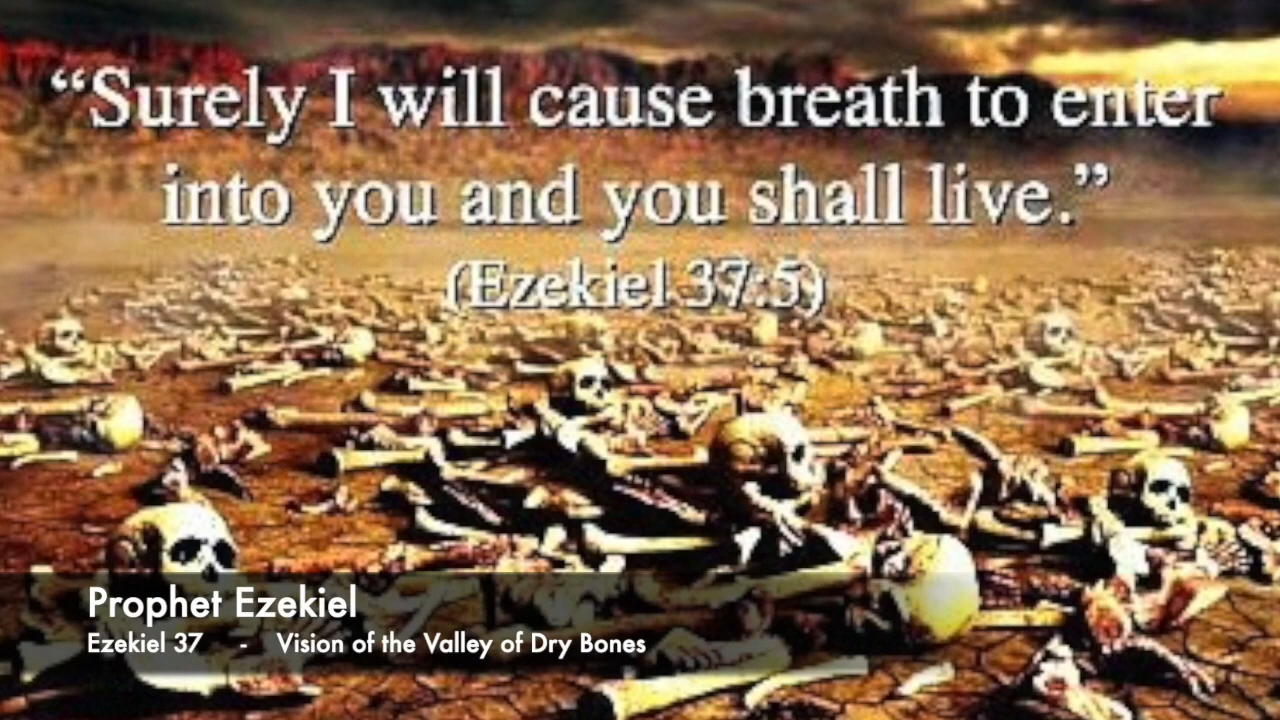 “Surely I will cause breath to enter
into you and you shall live.”
(Ezekiel 37:5)
Prophet Ezekiel
Ezekiel 37 - Vision of the Valley of Dry Bones